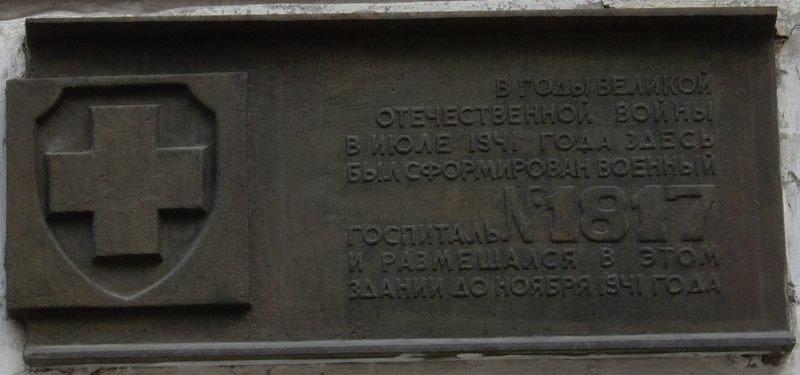 В ГОДЫ ВЕЛИКОЙ
ОТЕЧЕСТВЕННОЙ ВОЙНЫ
В ИЮЛЕ 1941 ГОДА ЗДЕСЬ
БЫЛ СФОРМИРОВАН ВОЕННЫЙ
ГОСПИТАЛЬ №1817
И РАЗМЕЩАЛСЯ В ЭТОМ
ЗДАНИИ ДО НОЯБРЯ 1941 ГОДА